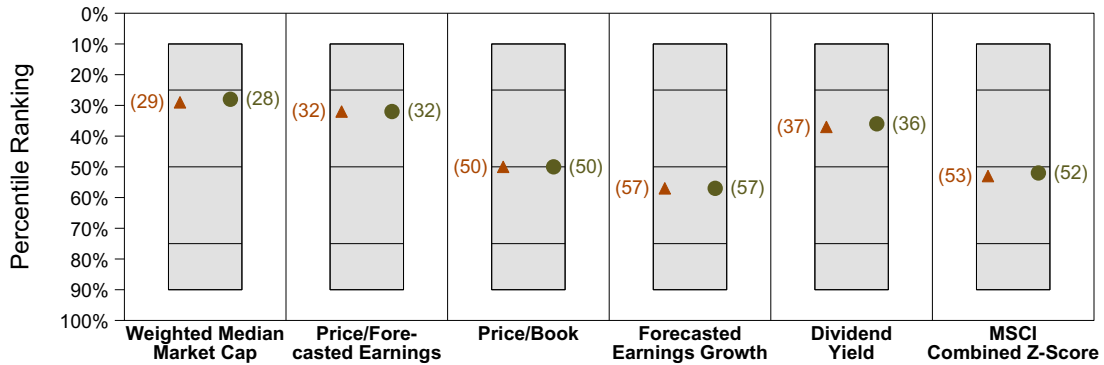 Percentile Ranking
0%
10%
20%
30%
40%
50%
60%
70%
80%
90%
100%
(29) (28)
(32) (32)
(50) (50)
(57) (57)
(37) (36)
(53) (52)
Weighted Median
Market Cap
Price/Fore-
casted Earnings
Price/Book
Forecasted
Earnings Growth
Dividend
Yield
MSCI
Combined Z-Score